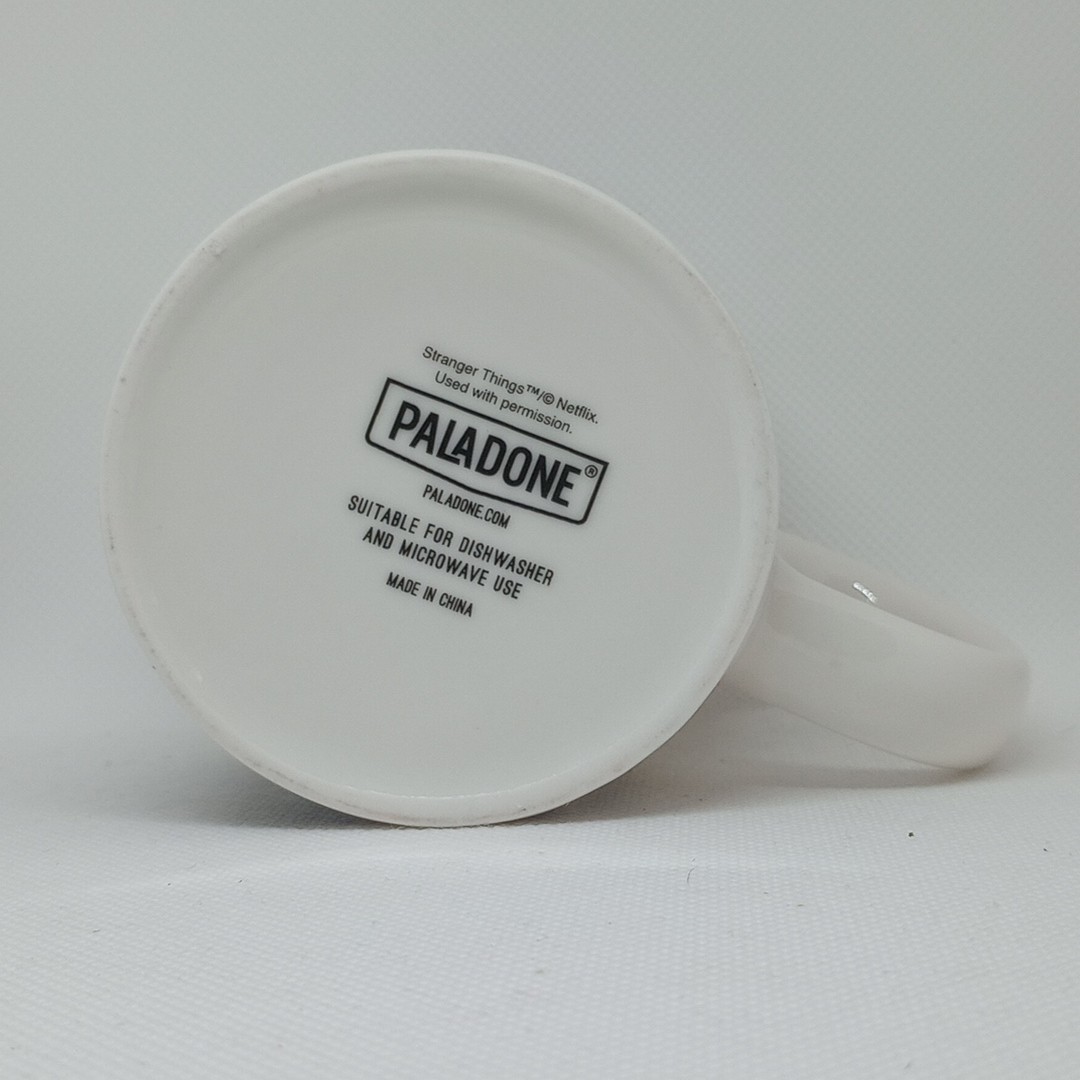 Stranger Things™/© Netflix.
Used with permission.
PALADONE®
PALADONE.COM
SUITABLE FOR DISHWASHER
AND MICROWAVE USE
MADE IN CHINA